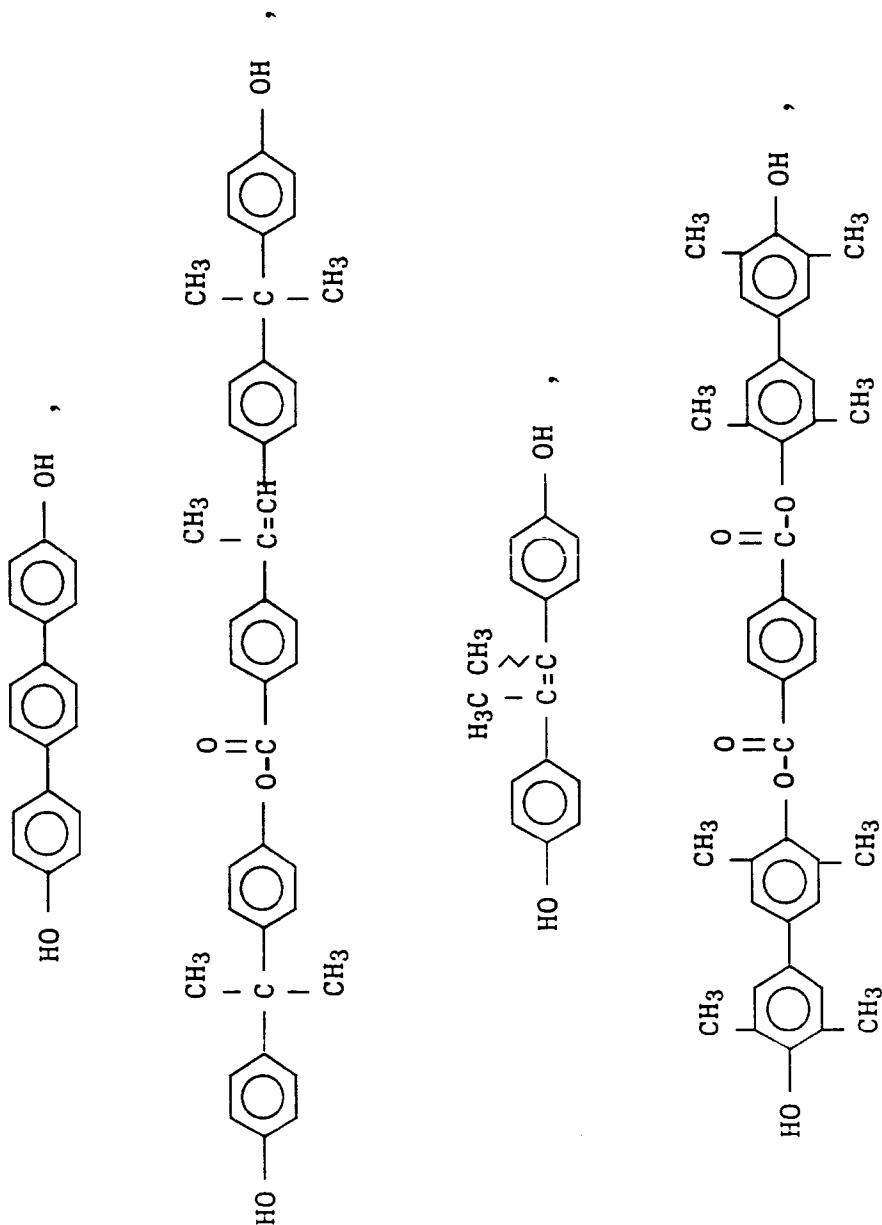 HO OH ,
CH3 O CH3 CH3
HO C O-C C=CH C OH ,
CH3 CH3
H3C CH3
HO C=C OH ,
CH3 CH3 O O CH3 CH3
HO O-C C-O OH ,
CH3 CH3 CH3 CH3